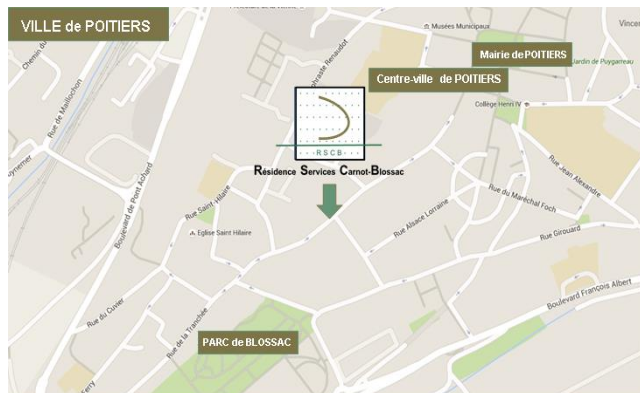 VILLE de POITIERS
Musées Municipaux
Mairie de POITIERS
Jardin de Puygarreau
Centre-ville de POITIERS
Collège Henri IV
Rue de Maillochon
Boulevard de Pont Achard
RSCB
Résidence Services Carnot-Blossac
Rue Jean Alexandre
Rue du Maréchal Foch
Rue Saint-Hilaire
Eglise Saint Hilaire
Rue Alsace Lorraine
Rue Girouard
Boulevard François Albert
Rue du Cuvier
Rue de la Tranchée
PARC de BLOSSAC
Ferry